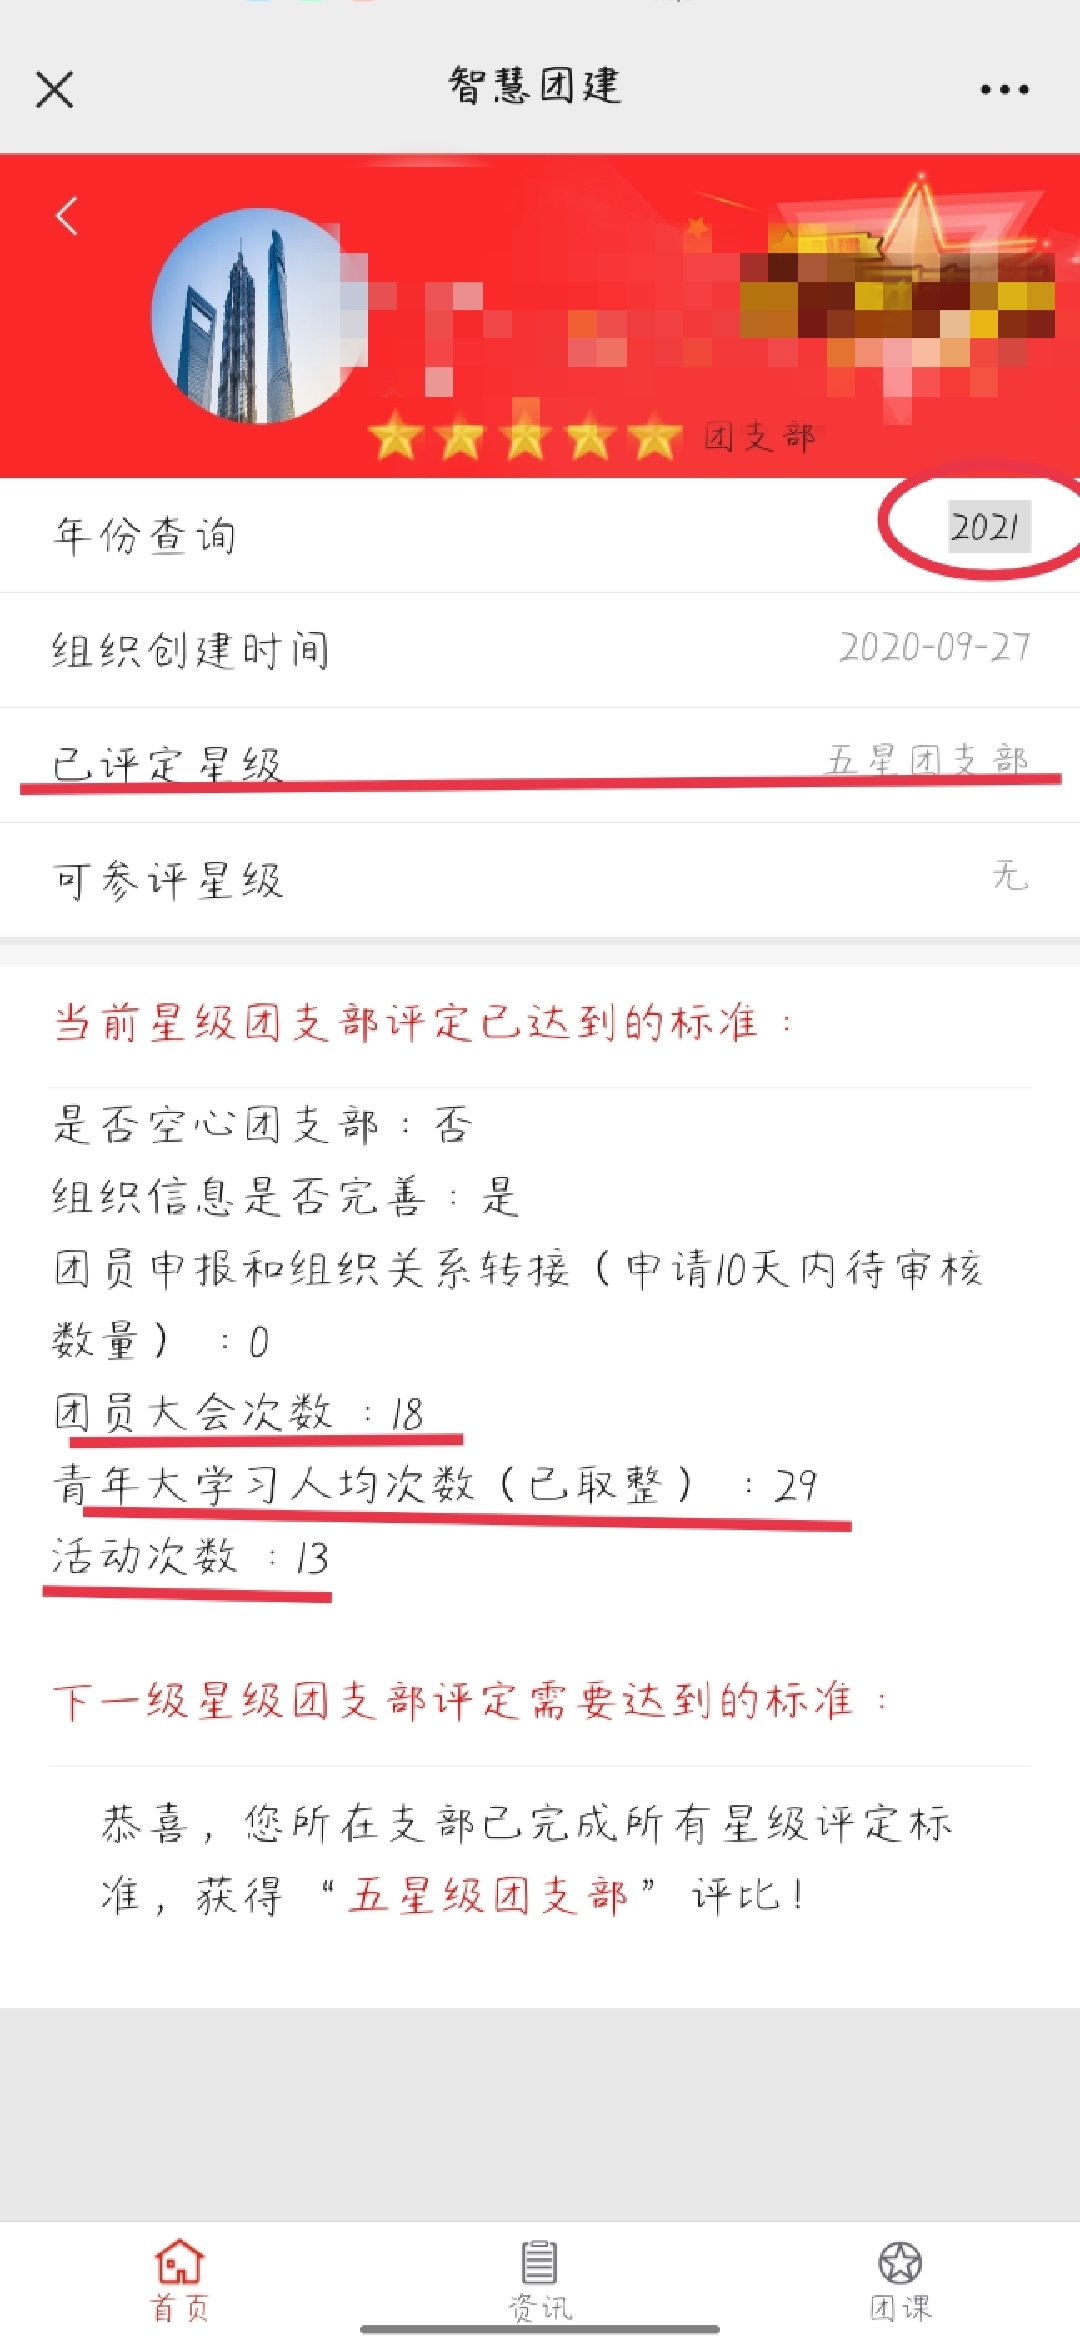 智慧团建
团支部
年份查询 2021
组织创建时间 2020-09-27
已评定星级 五星团支部
可参评星级 无
当前星级团支部评定已达到的标准：
是否空心团支部：否
组织信息是否完善：是
团员申报和组织关系转接（申请10天内待审核
数量） ：0
团员大会次数 ：18
青年大学习人均次数（已取整） ：29
活动次数 ：13
下一级星级团支部评定需要达到的标准：
恭喜，您所在支部已完成所有星级评定标
准，获得 “五星级团支部” 评比！
首页 资讯 团课